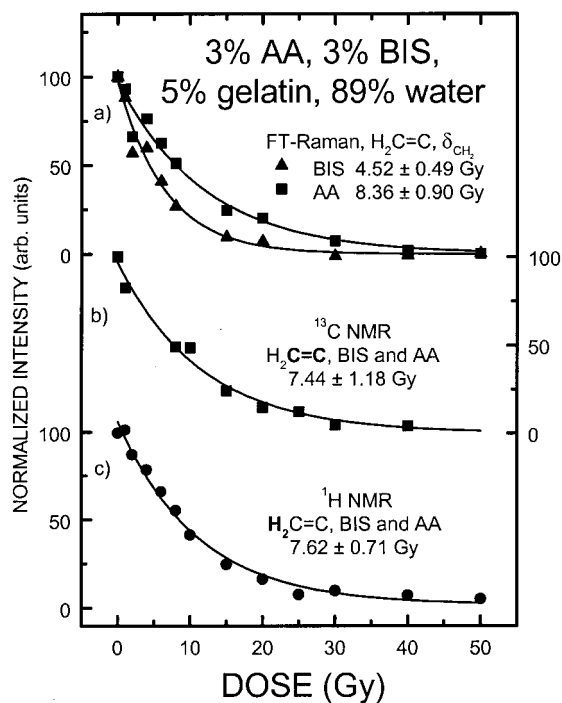 3% AA, 3% BIS,
5% gelatin, 89% water
a)
FT-Raman, H₂C=C, δ_CH₂
▲ BIS 4.52 ± 0.49 Gy
■ AA 8.36 ± 0.90 Gy
100
50
0
NORMALIZED INTENSITY (arb. units)
b)
¹³C NMR
H₂C=C, BIS and AA
7.44 ± 1.18 Gy
100
50
0
c)
¹H NMR
H₂C=C, BIS and AA
7.62 ± 0.71 Gy
100
50
0
0 10 20 30 40 50
DOSE (Gy)